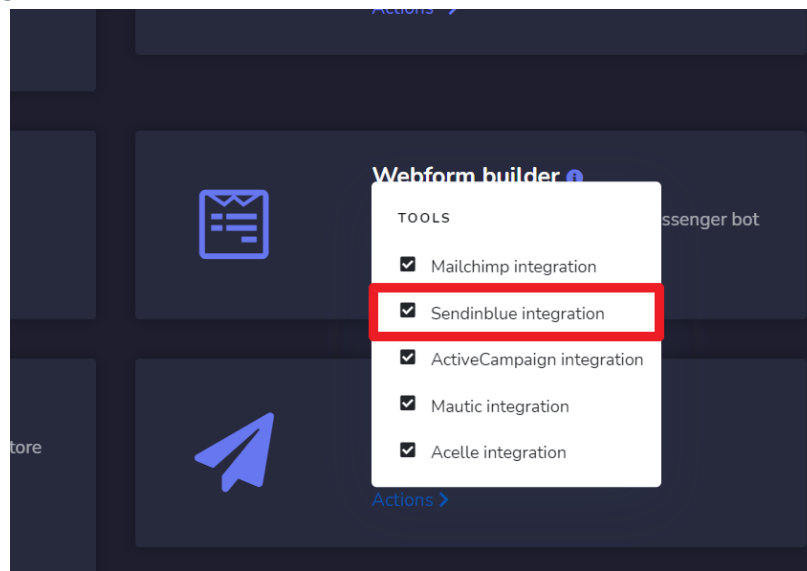 Actions
Webform builder
TOOLS
ssenger bot
Mailchimp integration
Sendinblue integration
ActiveCampaign integration
Mautic integration
tore
Acelle integration
Actions